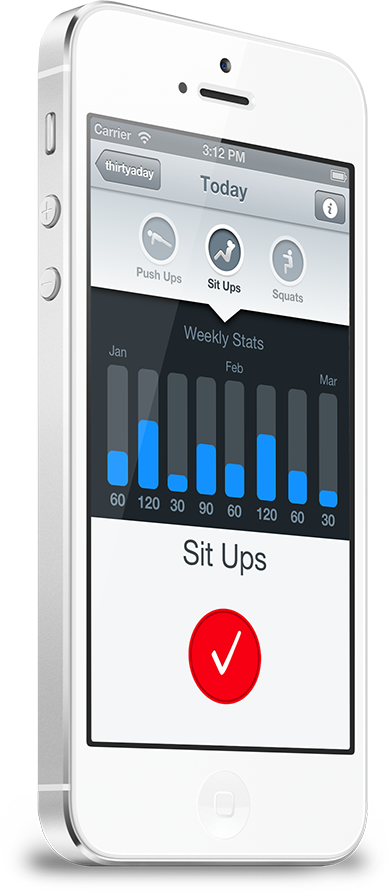 Carrier 3:12 PM
thirtyaday Today i
Push Ups Sit Ups Squats
Weekly Stats
Jan Feb Mar
60 120 30 90 60 120 60 30
Sit Ups